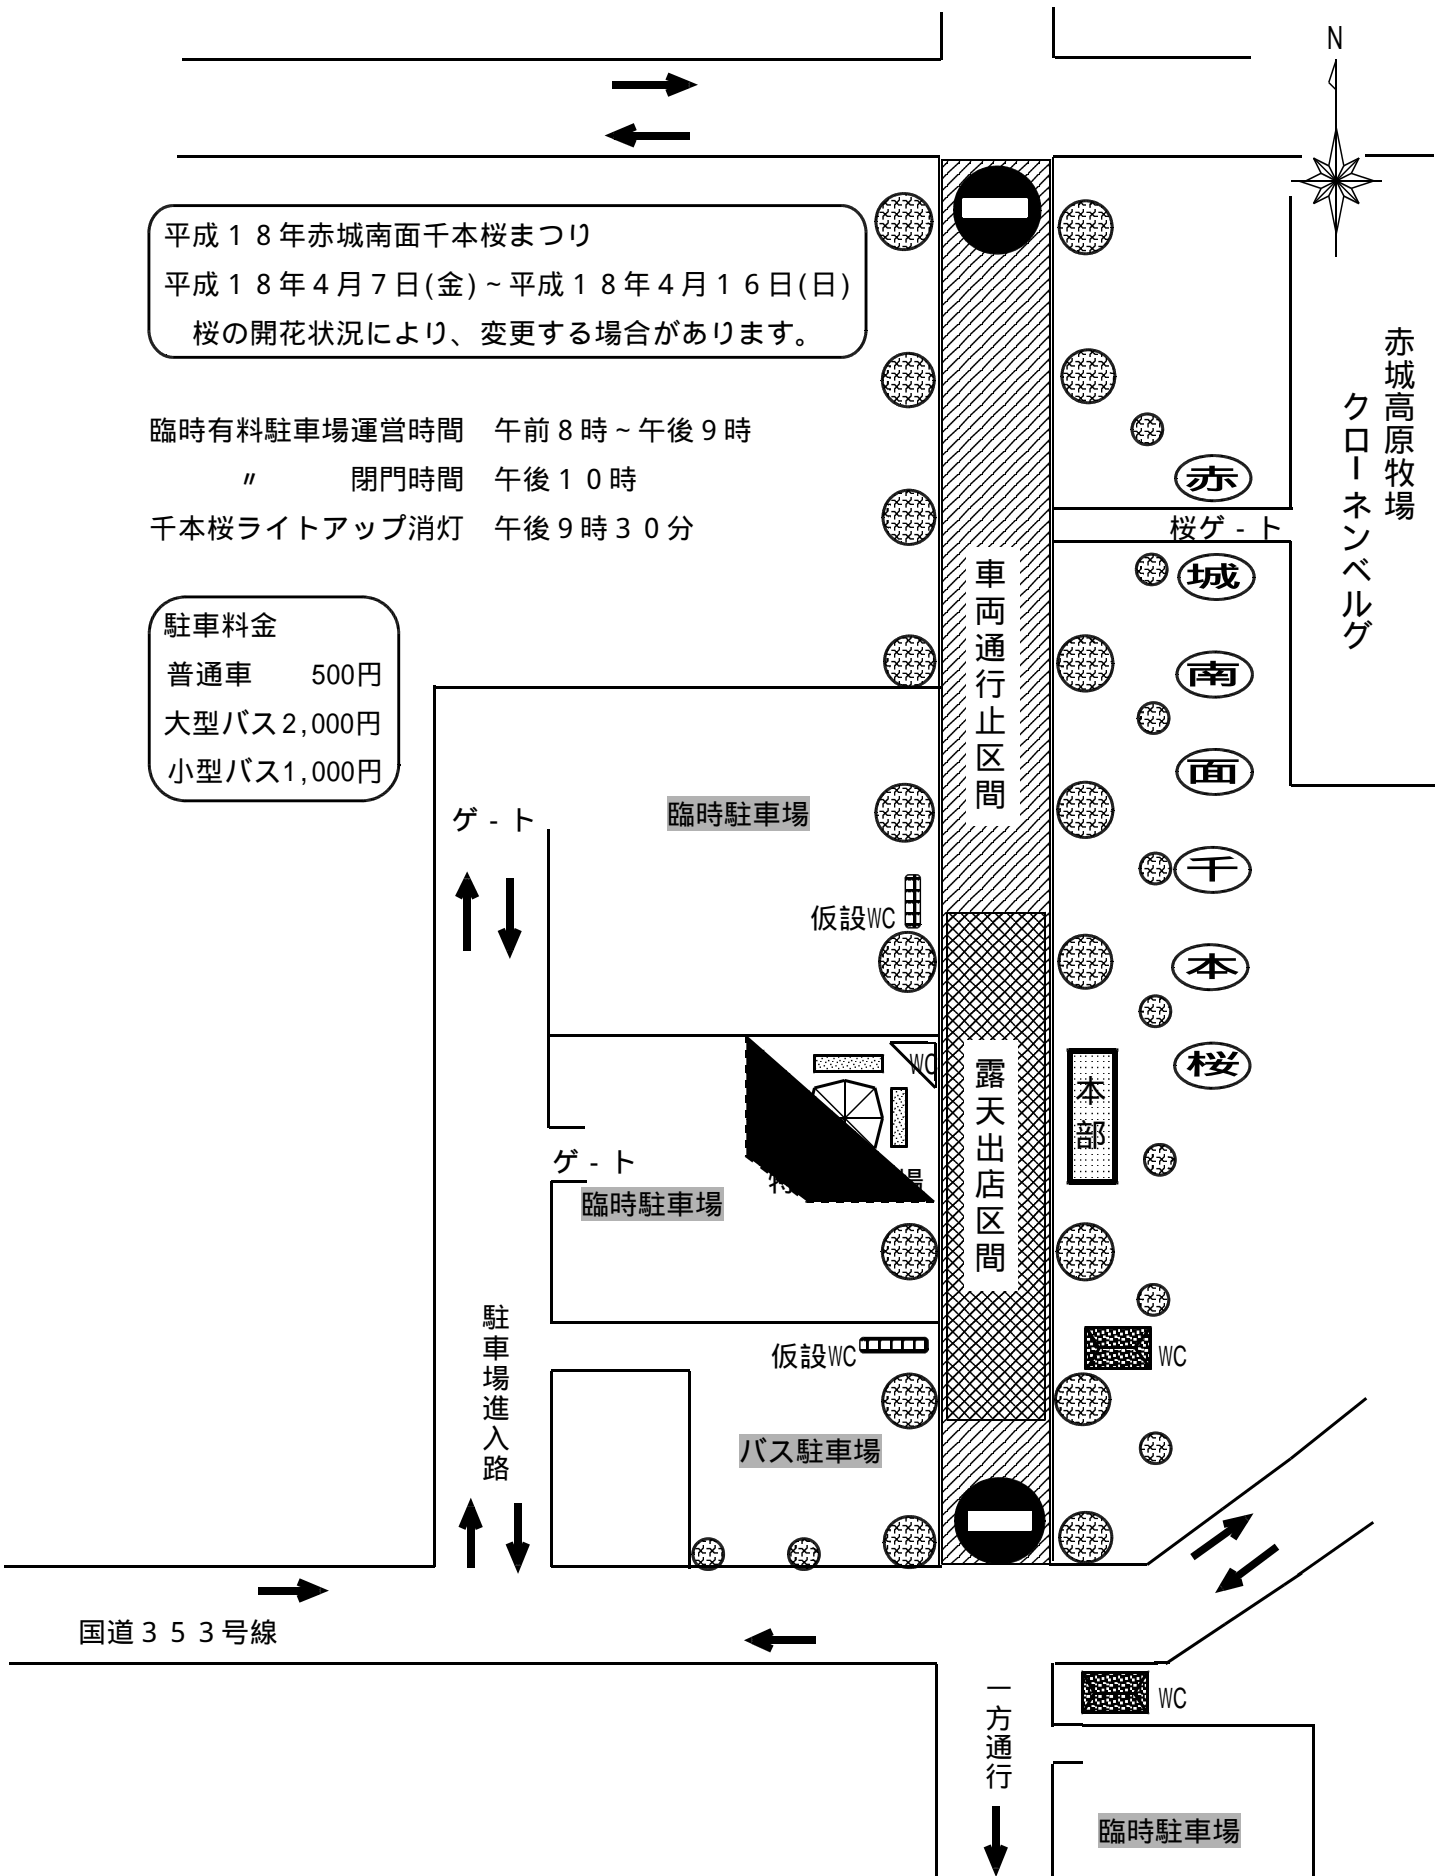 N
平成１８年赤城南面千本桜まつり
平成１８年４月７日(金)~平成１８年４月１６日(日)
桜の開花状況により、変更する場合があります。
臨時有料駐車場運営時間　午前８時~午後９時
〃　閉門時間　午後１０時
千本桜ライトアップ消灯　午後９時３０分
駐車料金
普通車　500円
大型バス2,000円
小型バス1,000円
赤城高原牧場
クローネンベルグ
赤城南面千本桜
桜ゲ-ト
車両通行止区間
臨時駐車場
ゲ-ト
仮設WC
WC
露天出店区間
本部
ゲ-ト
臨時駐車場
駐車場進入路
仮設WC
WC
バス駐車場
国道３５３号線
一方通行
WC
臨時駐車場